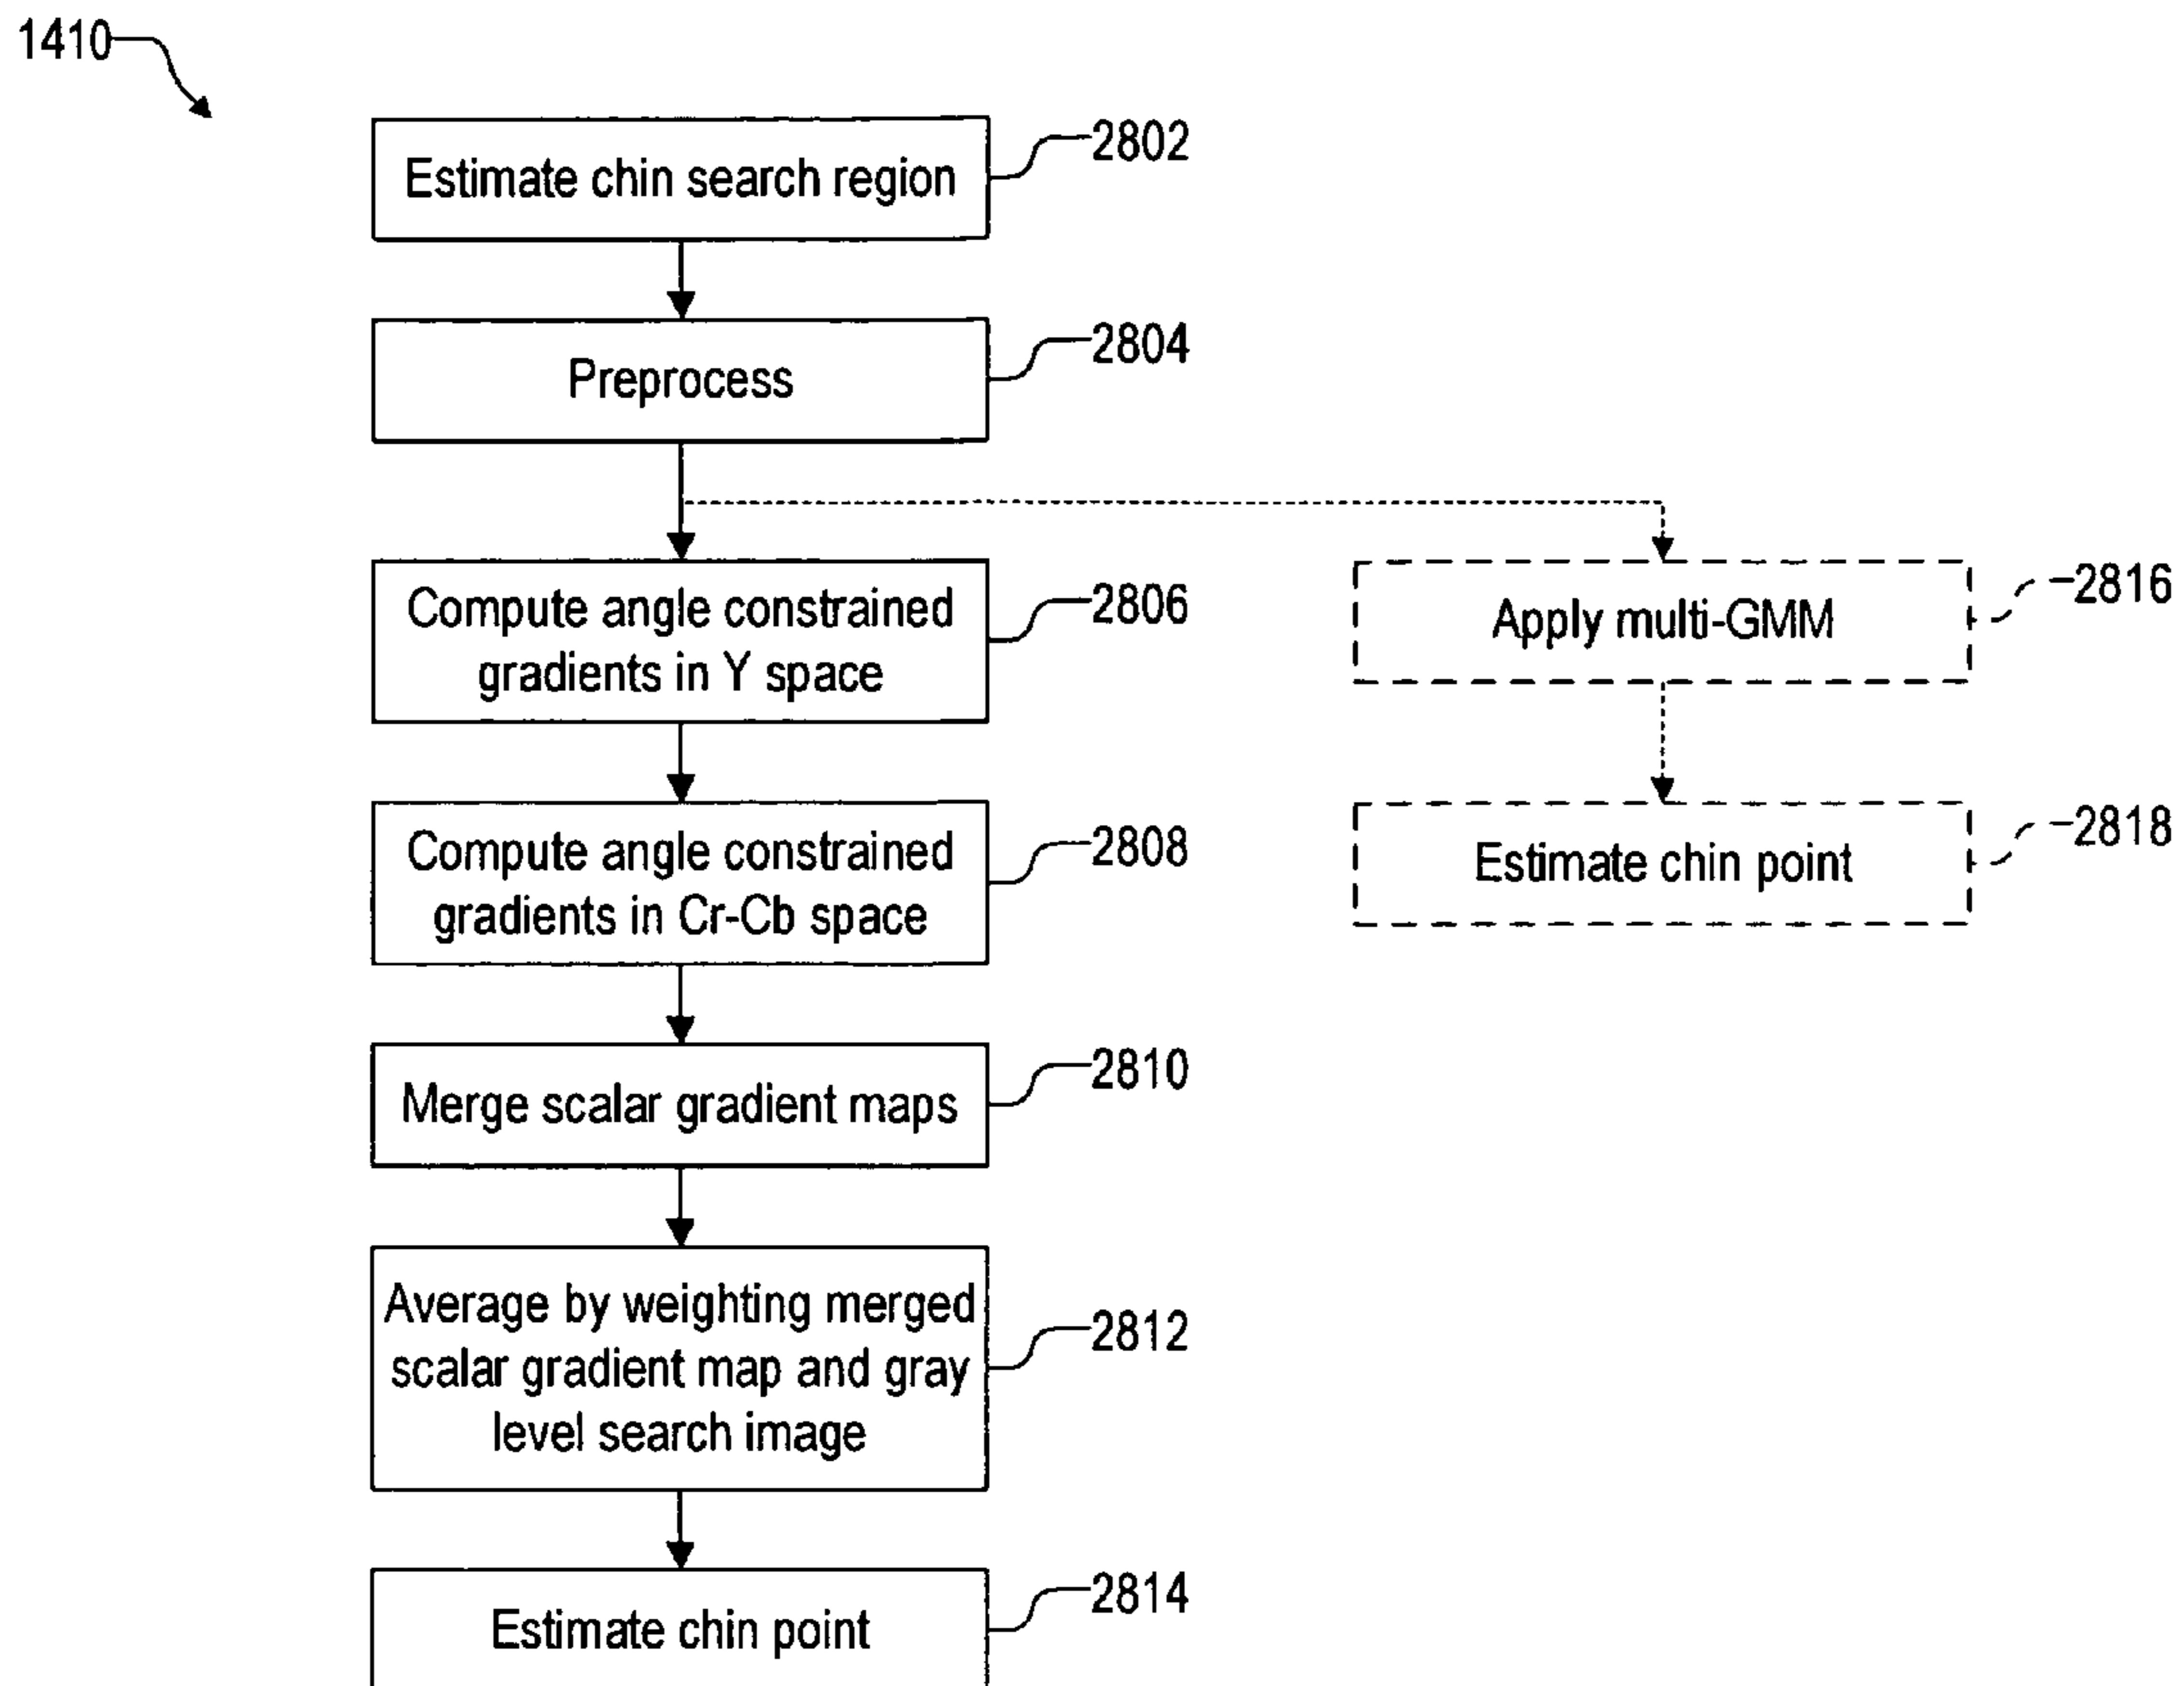 1410
Estimate chin search region
2802
Preprocess
2804
Compute angle constrained
gradients in Y space
2806
Apply multi-GMM
2816
Compute angle constrained
gradients in Cr-Cb space
2808
Estimate chin point
2818
Merge scalar gradient maps
2810
Average by weighting merged
scalar gradient map and gray
level search image
2812
Estimate chin point
2814